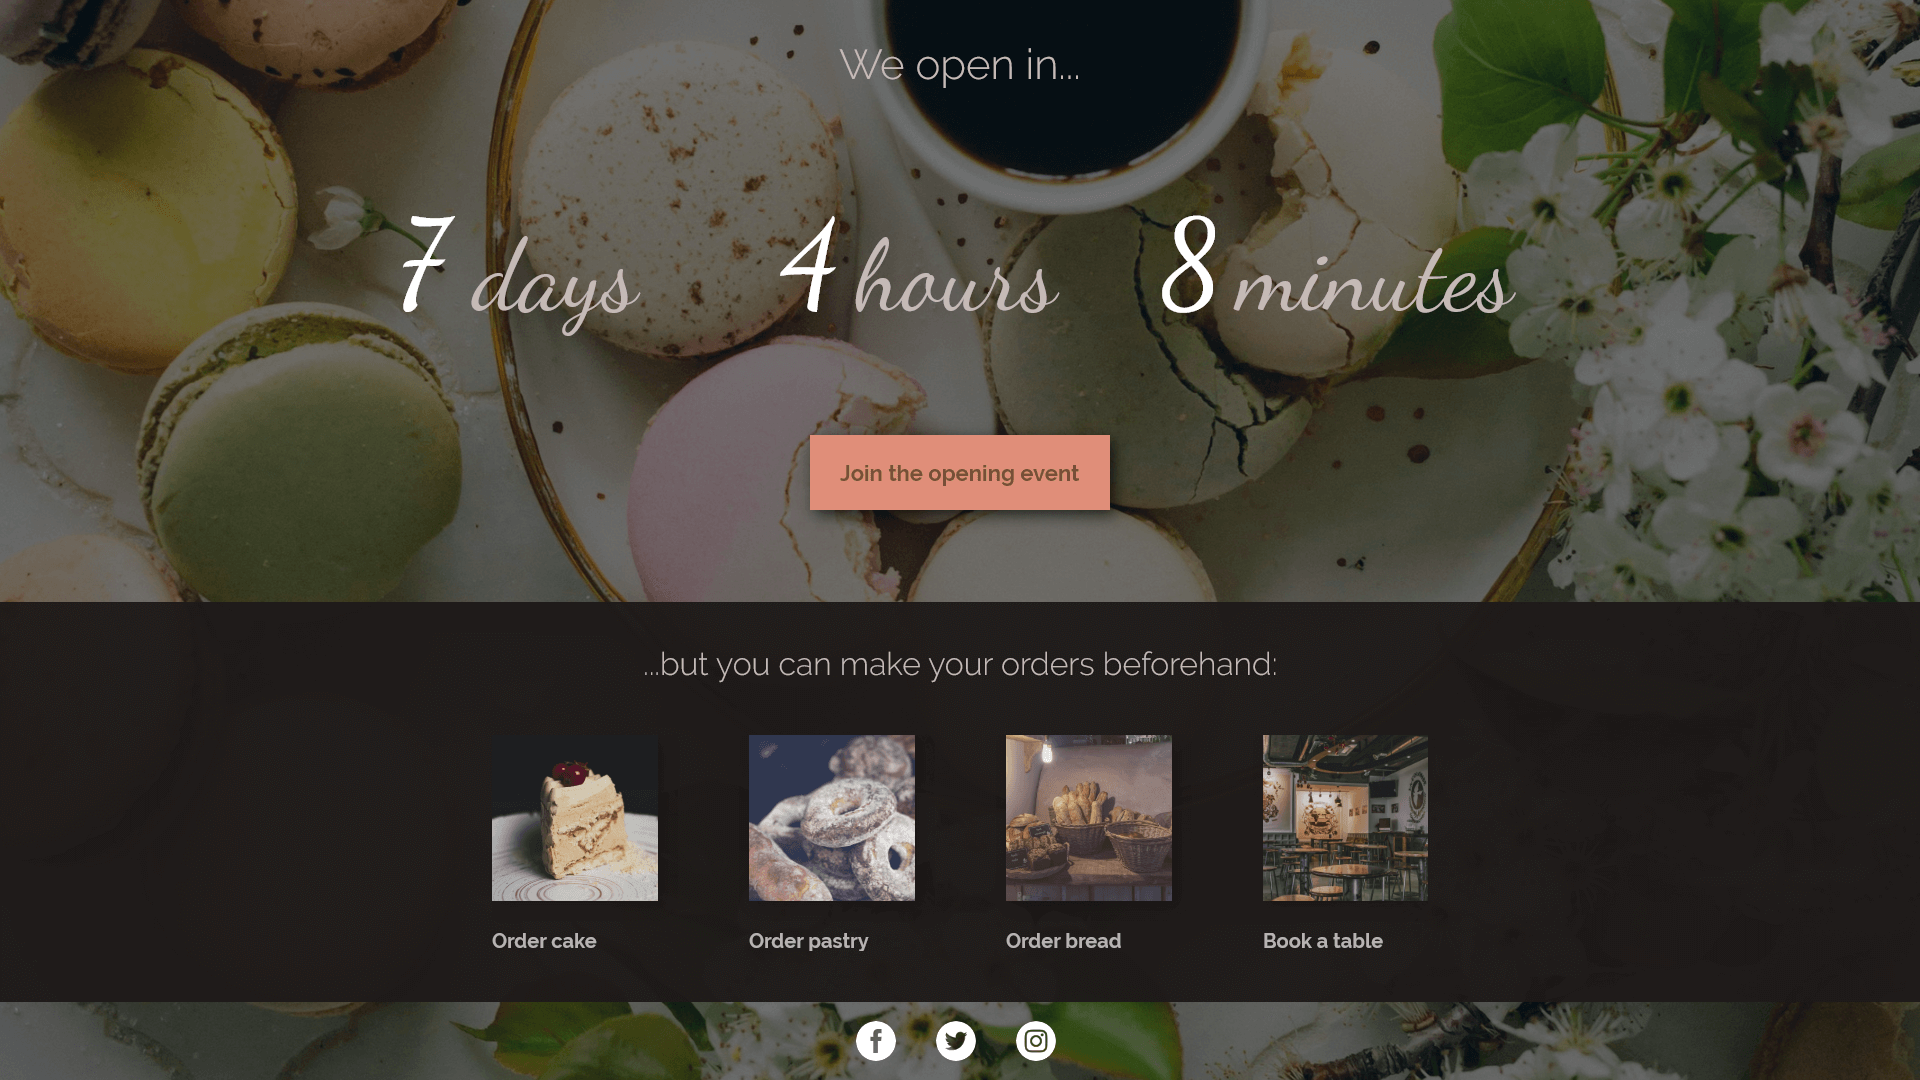 We open in...
7 days 4 hours 8 minutes
Join the opening event
...but you can make your orders beforehand:
Order cake
Order pastry
Order bread
Book a table